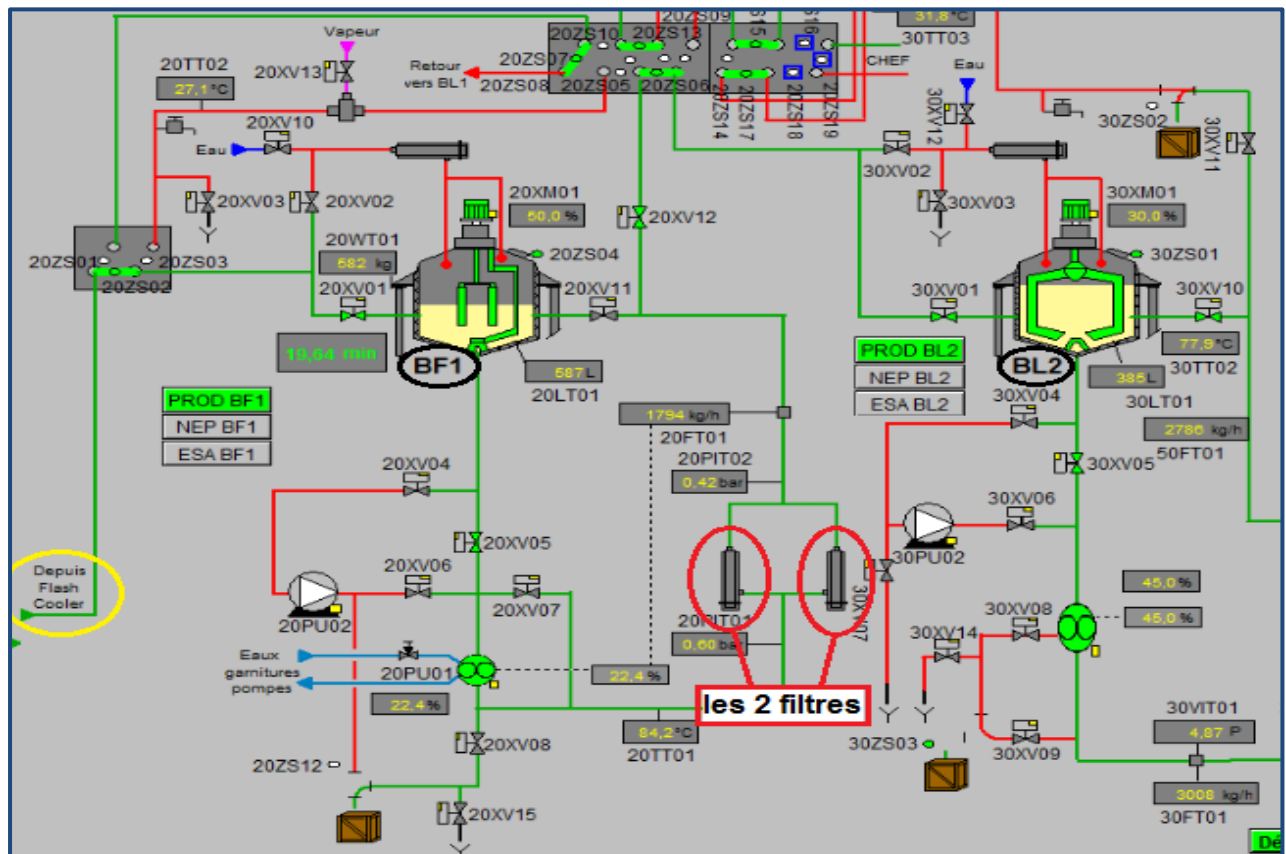 20ZS09
31,8 °C
Vapeur
20ZS10
20ZS13
S15
S16
30TT03
20TT02
27,1 °C
20XV13
Retour
vers BL1
20ZS07
20ZS08
20ZS05
20ZS06
CHEF
Eau
20ZS14
20ZS17
20ZS18
20ZS19
30ZS02
30XV11
20XV10
Eau
30XV12
30XV02
20XV03
20XV02
20XM01
50,0 %
20XV12
30XV03
30XM01
30,0 %
20ZS01
20ZS03
20ZS02
20WT01
582 kg
20ZS04
30ZS01
20XV01
20XV11
30XV01
30XV10
19,64 min
BF1
587 L
20LT01
PROD BL2
NEP BL2
ESA BL2
BL2
77,9 °C
30TT02
385 L
30LT01
PROD BF1
NEP BF1
ESA BF1
1794 kg/h
20FT01
30XV04
2786 kg/h
50FT01
20XV04
20PIT02
0,42 bar
30XV05
20XV05
30XV06
20XV06
20XV07
Depuis
Flash
Cooler
20PU02
30PU02
30XV07
20PIT01
0,60 bar
45,0 %
45,0 %
30XV08
30XV14
Eaux
garnitures
pompes
20PU01
22,4 %
22,4 %
les 2 filtres
84,2 °C
20TT01
20XV08
30ZS03
30XV09
30VIT01
4,87 P
20ZS12
3008 kg/h
30FT01
20XV15
Dé